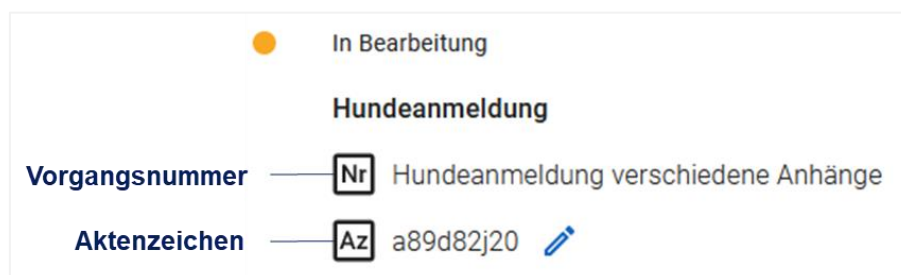 In Bearbeitung
Hundeanmeldung
Vorgangsnummer Nr Hundeanmeldung verschiedene Anhänge
Aktenzeichen Az a89d82j20